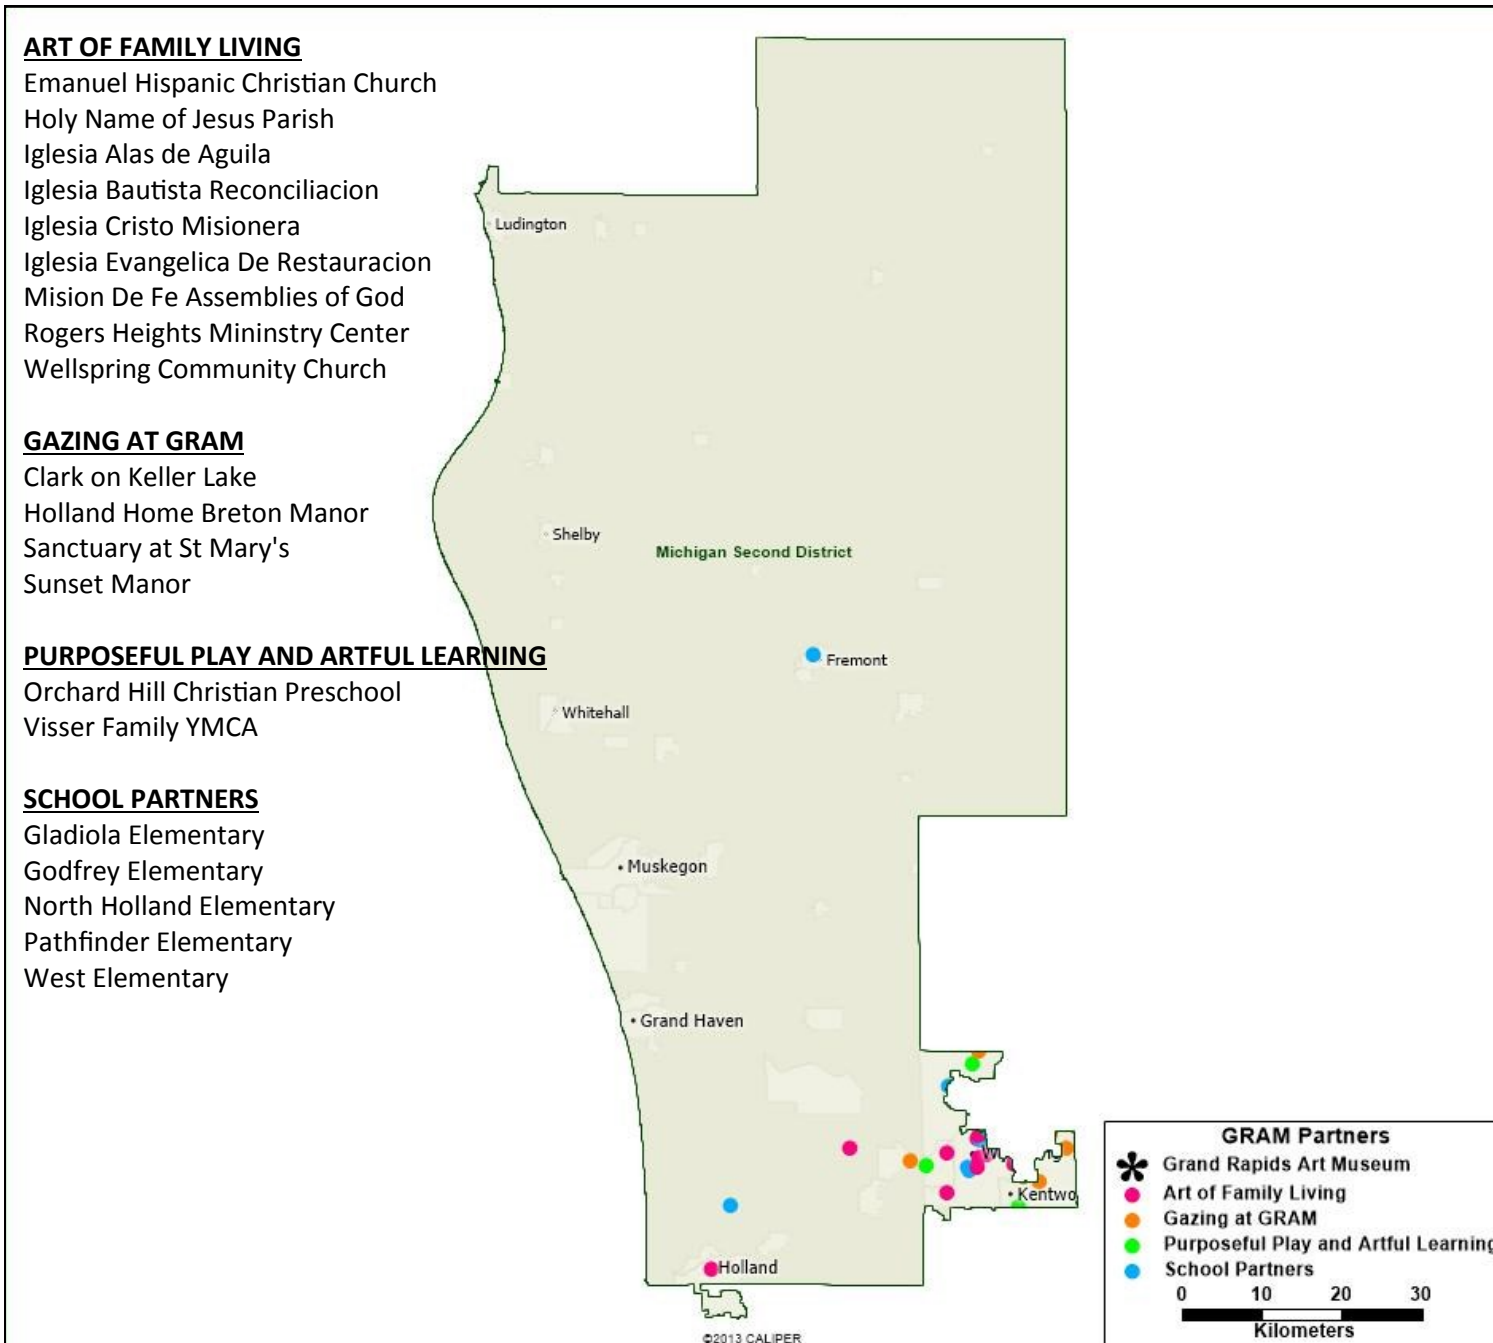 ART OF FAMILY LIVING
Emanuel Hispanic Christian Church
Holy Name of Jesus Parish
Iglesia Alas de Aguila
Iglesia Bautista Reconciliacion
Iglesia Cristo Misionera
Iglesia Evangelica De Restauracion
Mision De Fe Assemblies of God
Rogers Heights Mininstry Center
Wellspring Community Church
GAZING AT GRAM
Clark on Keller Lake
Holland Home Breton Manor
Sanctuary at St Mary's
Sunset Manor
PURPOSEFUL PLAY AND ARTFUL LEARNING
Orchard Hill Christian Preschool
Visser Family YMCA
SCHOOL PARTNERS
Gladiola Elementary
Godfrey Elementary
North Holland Elementary
Pathfinder Elementary
West Elementary
Ludington
Shelby
Michigan Second District
Fremont
Whitehall
Muskegon
Grand Haven
Kentwo
Holland
GRAM Partners
Grand Rapids Art Museum
Art of Family Living
Gazing at GRAM
Purposeful Play and Artful Learning
School Partners
0 10 20 30
Kilometers
©2013 CALIPER